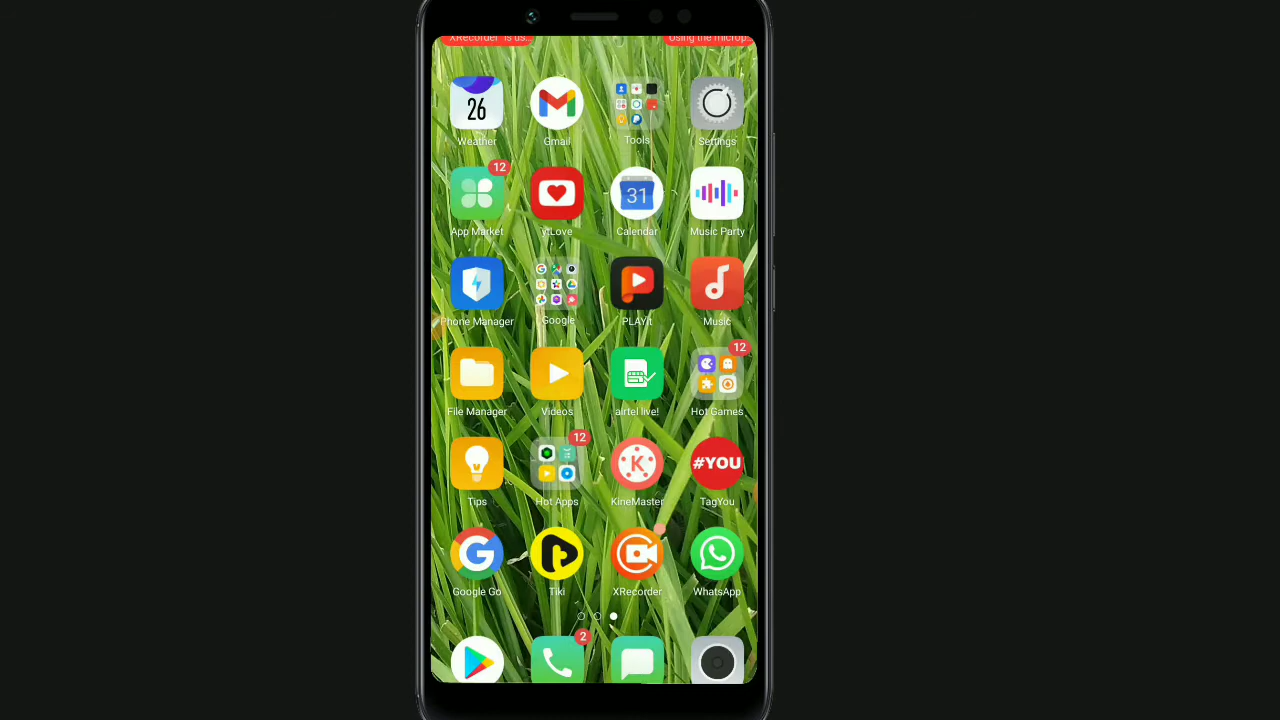 XRecorder is us...
Using the microp...
26
Weather
Gmail
Tools
Settings
12
31
App Market
ytLove
Calendar
Music Party
Phone Manager
Google
PLAYit
Music
12
File Manager
Videos
airtel live!
Hot Games
12
K
#YOU
Tips
Hot Apps
KineMaster
TagYou
Google Go
Tiki
XRecorder
WhatsApp
2